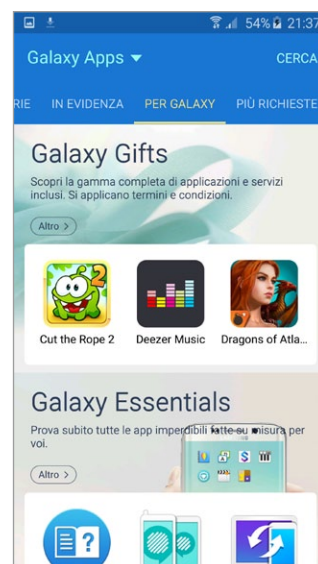 54% 21:37
Galaxy Apps
CERCA
RIE IN EVIDENZA PER GALAXY PIÙ RICHIESTE
Galaxy Gifts
Scopri la gamma completa di applicazioni e servizi
inclusi. Si applicano termini e condizioni.
Altro >
Cut the Rope 2 Deezer Music Dragons of Atla...
Galaxy Essentials
Prova subito tutte le app imperdibili fatte su misura per
voi.
Altro >